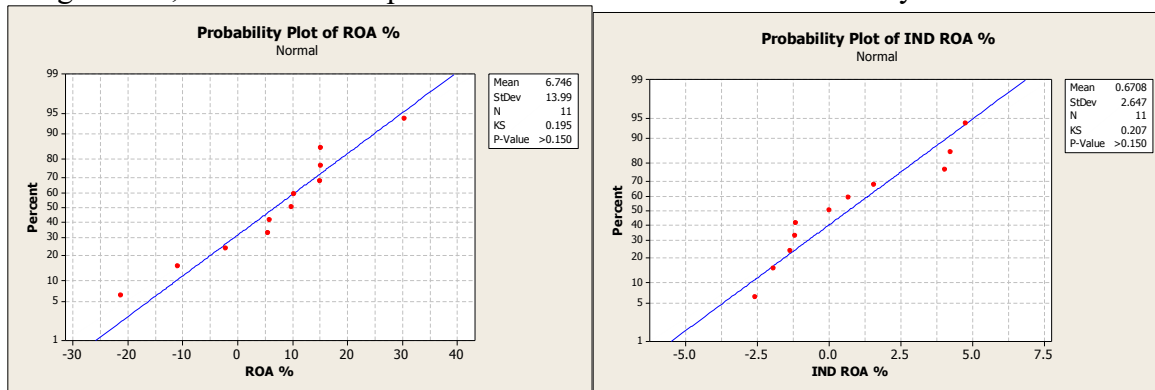 Probability Plot of ROA %
Normal
99
95
90
80
70
60
50
40
30
20
10
5
1
Percent
-30
-20
-10
0
10
20
30
40
ROA %
Mean 6.746
StDev 13.99
N 11
KS 0.195
P-Value >0.150
Probability Plot of IND ROA %
Normal
99
95
90
80
70
60
50
40
30
20
10
5
1
Percent
-5.0
-2.5
0.0
2.5
5.0
7.5
IND ROA %
Mean 0.6708
StDev 2.647
N 11
KS 0.207
P-Value >0.150